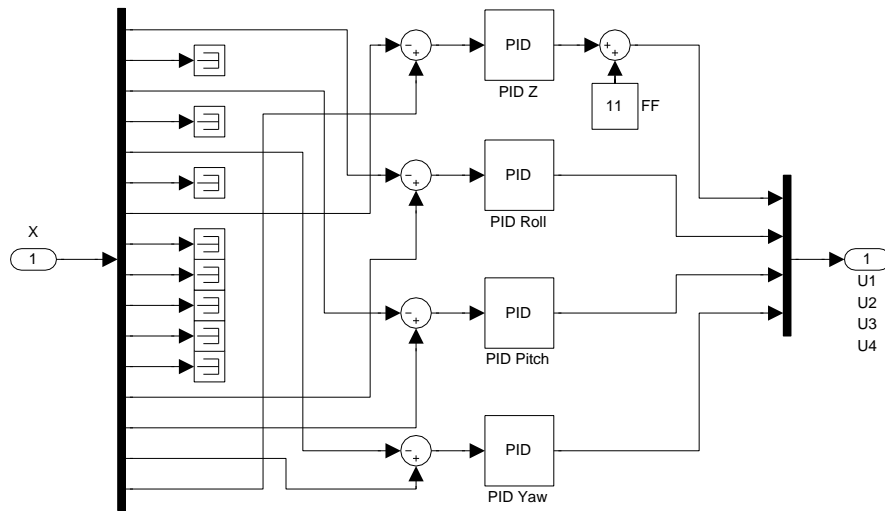 X
1
PID
PID Z
11
FF
PID
PID Roll
PID
PID Pitch
PID
PID Yaw
1
U1
U2
U3
U4